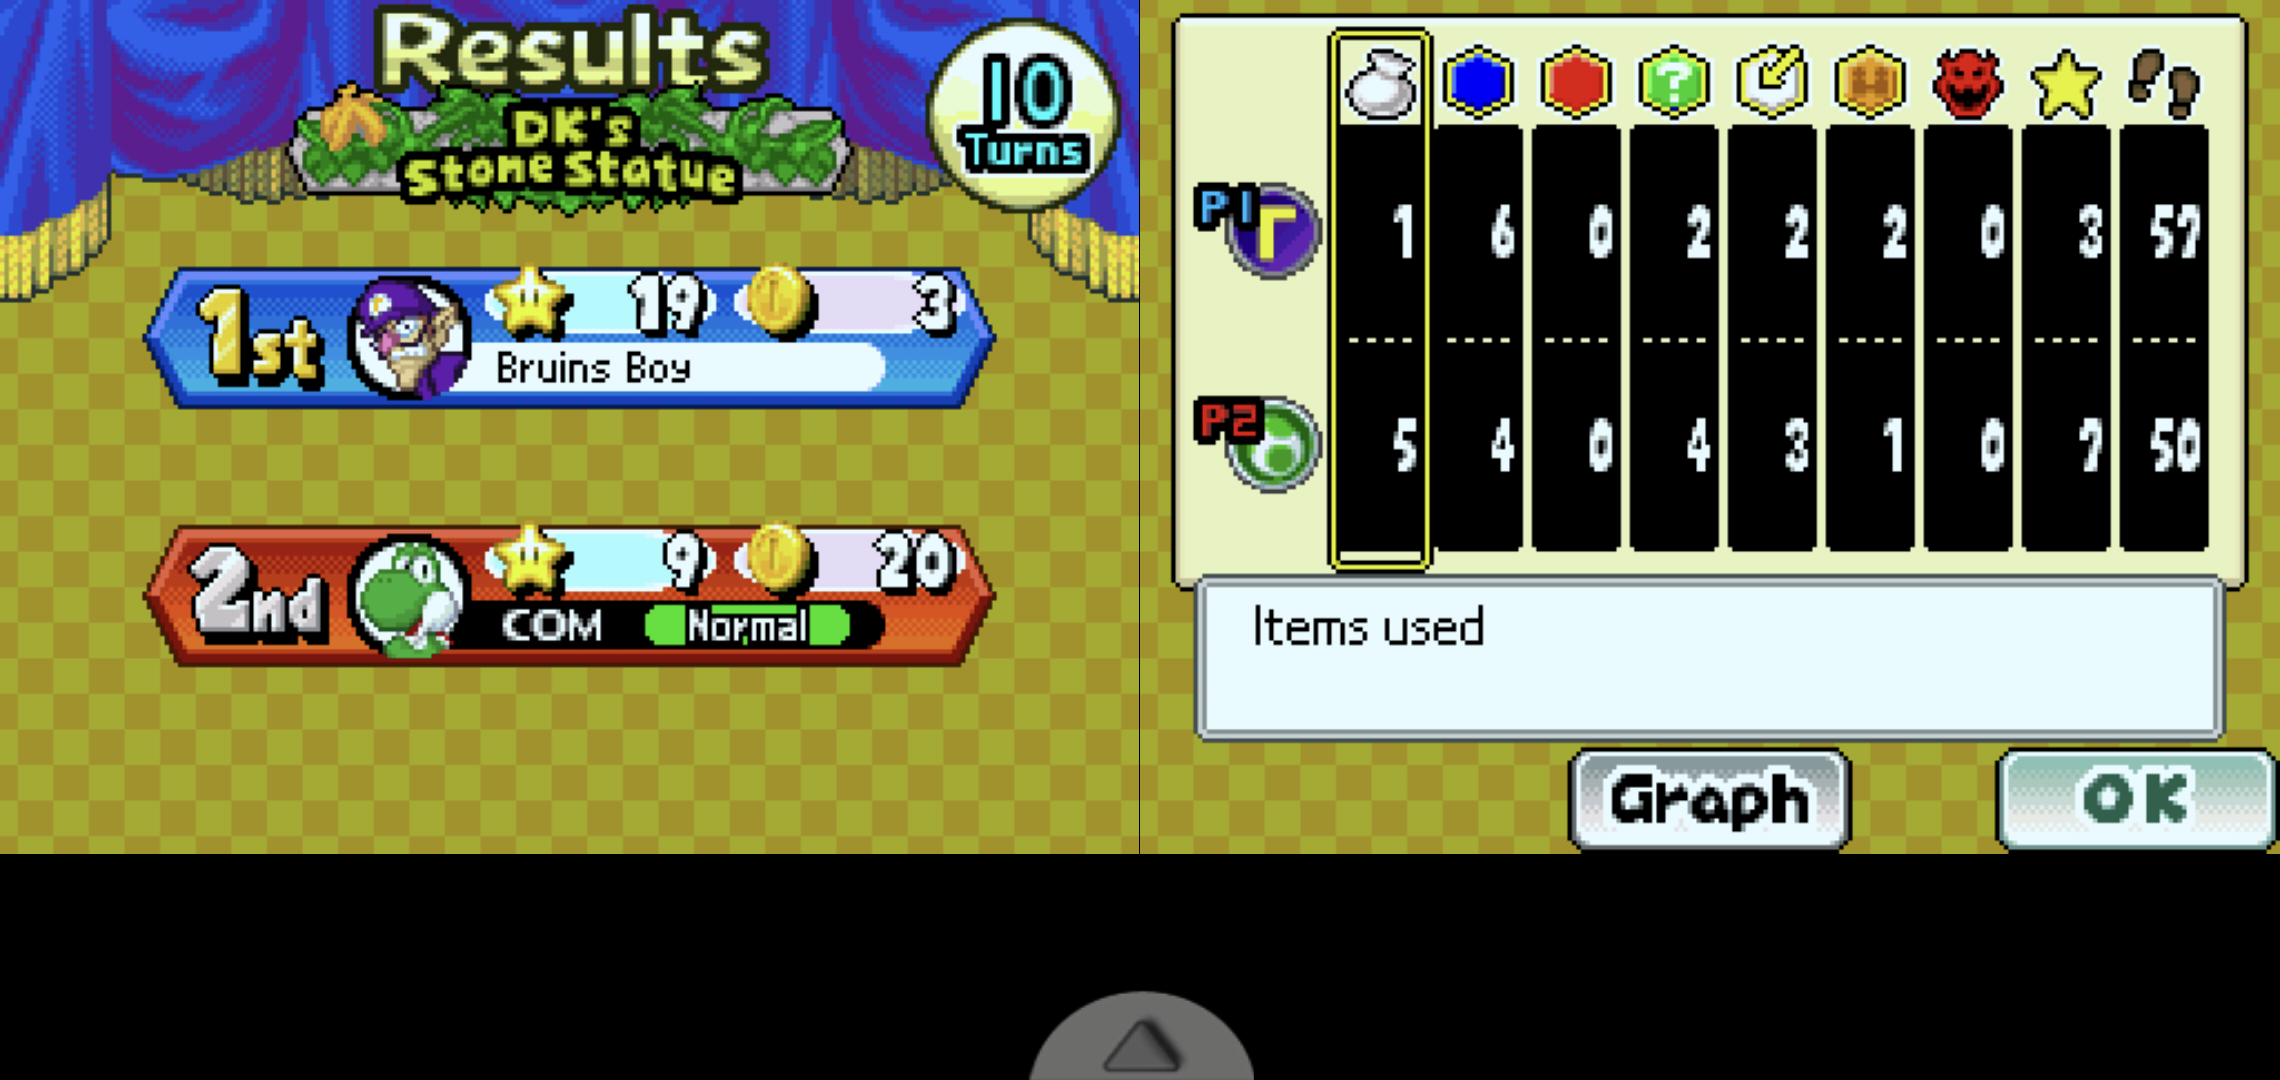 Results
DK's
Stone Statue
10
Turns
1st
19
3
Bruins Boy
2nd
9
20
COM
Normal
?
H
P1
Γ
1
6
0
2
2
2
0
3
57
P2
5
4
0
4
3
1
0
7
50
Items used
Graph
OK